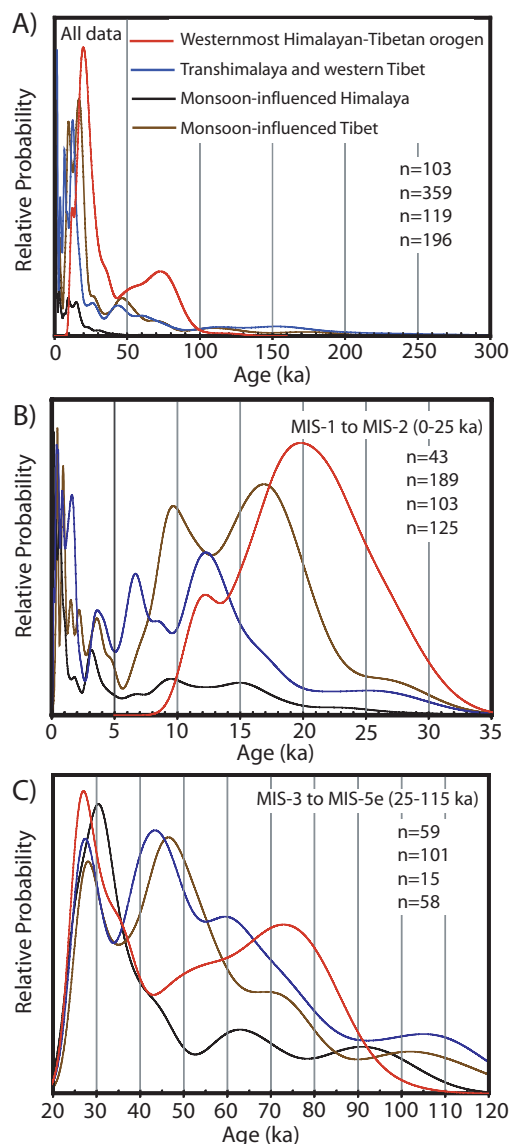 A)
All data
Westernmost Himalayan-Tibetan orogen
Transhimalaya and western Tibet
Monsoon-influenced Himalaya
Monsoon-influenced Tibet
n=103
n=359
n=119
n=196
Relative Probability
0 50 100 150 200 250 300
Age (ka)
B)
MIS-1 to MIS-2 (0-25 ka)
n=43
n=189
n=103
n=125
Relative Probability
0 5 10 15 20 25 30 35
Age (ka)
C)
MIS-3 to MIS-5e (25-115 ka)
n=59
n=101
n=15
n=58
Relative Probability
20 30 40 50 60 70 80 90 100 110 120
Age (ka)